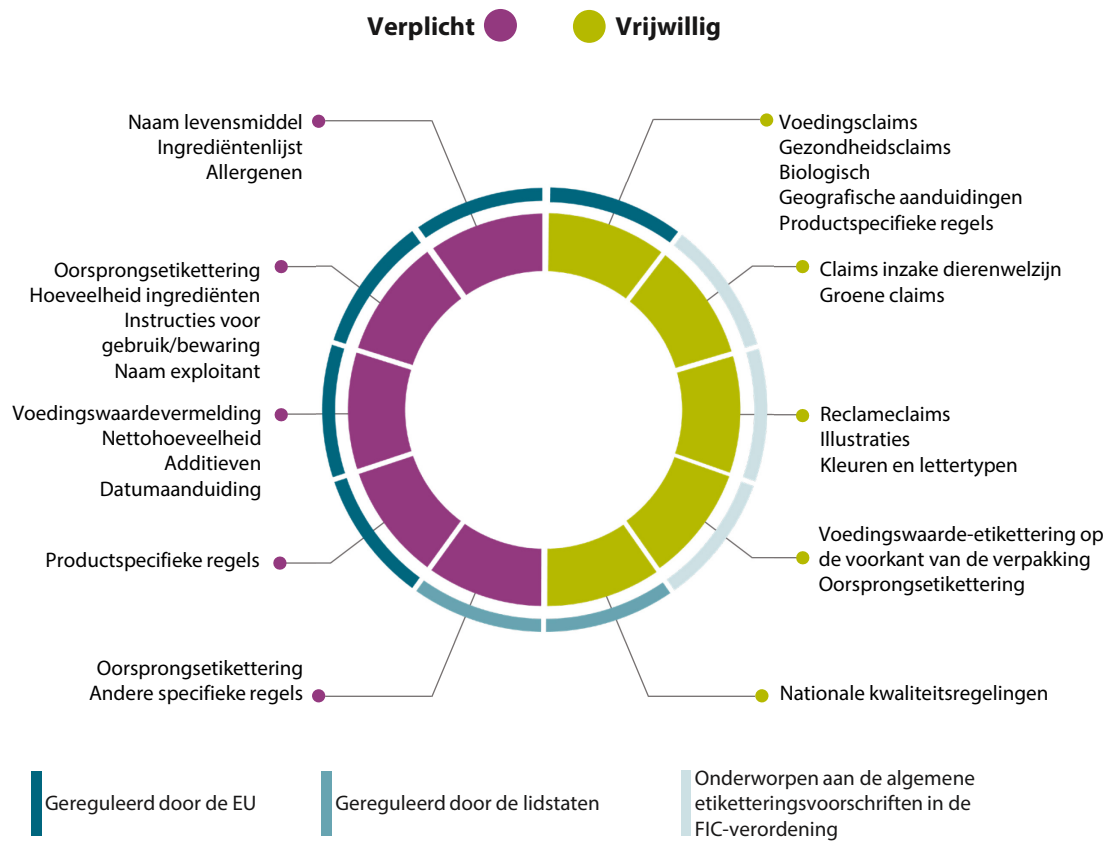 Verplicht
Vrijwillig
Naam levensmiddel
Ingrediëntenlijst
Allergenen
Voedingsclaims
Gezondheidsclaims
Biologisch
Geografische aanduidingen
Productspecifieke regels
Oorsprongsetikettering
Hoeveelheid ingrediënten
Instructies voor
gebruik/bewaring
Naam exploitant
Claims inzake dierenwelzijn
Groene claims
Voedingswaardevermelding
Nettohoeveelheid
Additieven
Datumaanduiding
Reclameclaims
Illustraties
Kleuren en lettertypen
Productspecifieke regels
Voedingswaarde-etikettering op
de voorkant van de verpakking
Oorsprongsetikettering
Oorsprongsetikettering
Andere specifieke regels
Nationale kwaliteitsregelingen
Gereguleerd door de EU
Gereguleerd door de lidstaten
Onderworpen aan de algemene
etiketteringsvoorschriften in de
FIC-verordening